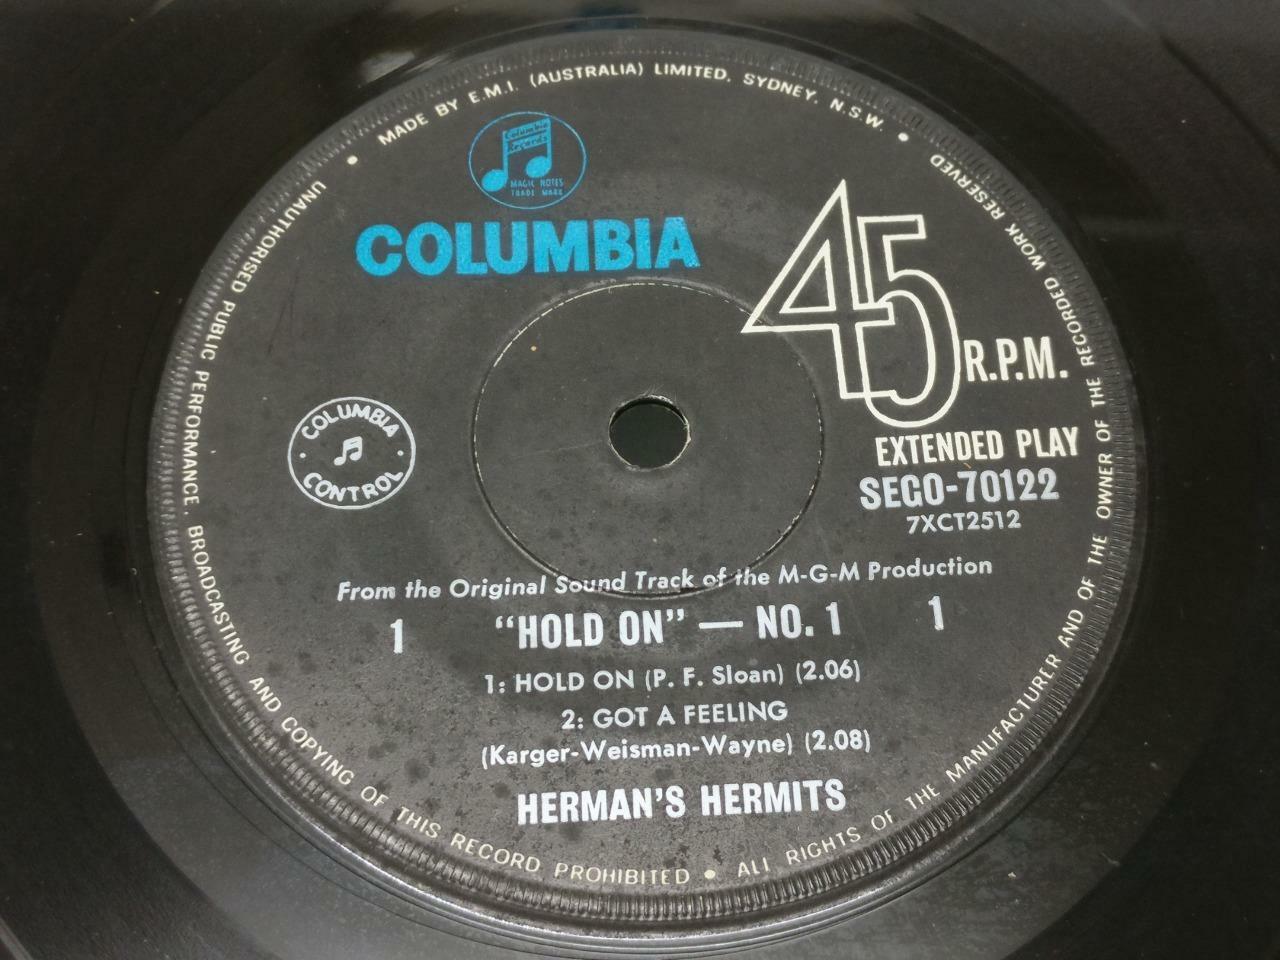 MADE BY E.M.I. (AUSTRALIA) LIMITED, SYDNEY, N.S.W. •
Columbia
Records
MAGIC NOTES
TRADE MARK
COLUMBIA
45 R.P.M.
EXTENDED PLAY
SEGO-70122
7XCT2512
COLUMBIA
• •
CONTROL
From the Original Sound Track of the M-G-M Production
1 "HOLD ON" — NO. 1 1
1: HOLD ON (P. F. Sloan) (2.06)
2: GOT A FEELING
(Karger-Weisman-Wayne) (2.08)
HERMAN'S HERMITS
• UNAUTHORISED PUBLIC PERFORMANCE, BROADCASTING AND COPYING OF THIS RECORD PROHIBITED • ALL RIGHTS OF THE MANUFACTURER AND OF THE OWNER OF THE RECORDED WORK RESERVED